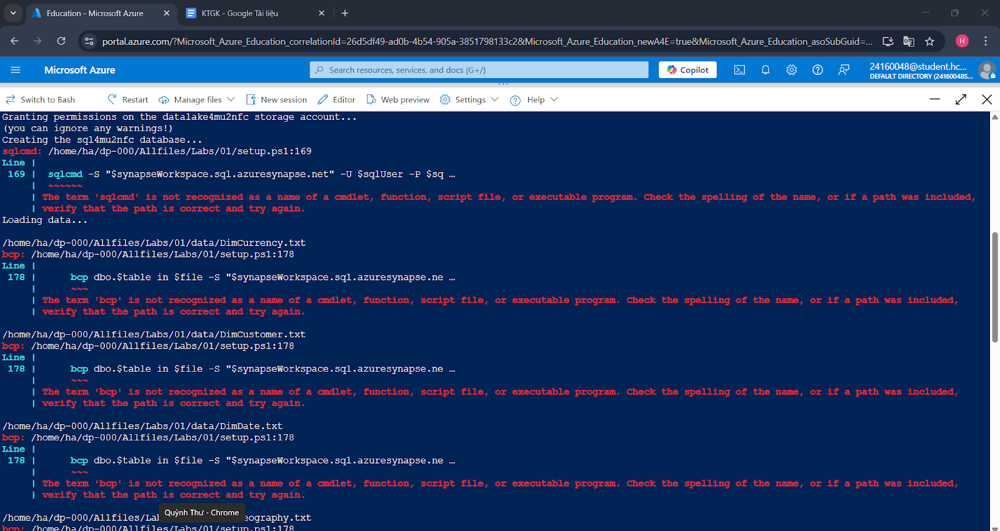 Education - Microsoft Azure
KTGK - Google Tài liệu
portal.azure.com/?Microsoft_Azure_Education_correlationId=26d5df49-ad0b-4b54-905a-3851798133c2&Microsoft_Azure_Education_newA4E=true&Microsoft_Azure_Education_asoSubGuid=...
H
Microsoft Azure
Search resources, services, and docs (G+/)
Copilot
24160048@student.hc...
DEFAULT DIRECTORY (24160048S...
Switch to Bash
Restart
Manage files
New session
Editor
Web preview
Settings
Help
Granting permissions on the datalake4mu2nfc storage account...
(you can ignore any warnings!)
Creating the sql4mu2nfc database...
sqlcmd: /home/ha/dp-000/Allfiles/Labs/01/setup.ps1:169
Line |
169 | sqlcmd -S "$synapseWorkspace.sql.azuresynapse.net" -U $sqlUser -P $sq …
| ~~~~~~
| The term 'sqlcmd' is not recognized as a name of a cmdlet, function, script file, or executable program. Check the spelling of the name, or if a path was included,
| verify that the path is correct and try again.
Loading data...
/home/ha/dp-000/Allfiles/Labs/01/data/DimCurrency.txt
bcp: /home/ha/dp-000/Allfiles/Labs/01/setup.ps1:178
Line |
178 | bcp dbo.$table in $file -S "$synapseWorkspace.sql.azuresynapse.ne …
| ~~~
| The term 'bcp' is not recognized as a name of a cmdlet, function, script file, or executable program. Check the spelling of the name, or if a path was included,
| verify that the path is correct and try again.
/home/ha/dp-000/Allfiles/Labs/01/data/DimCustomer.txt
bcp: /home/ha/dp-000/Allfiles/Labs/01/setup.ps1:178
Line |
178 | bcp dbo.$table in $file -S "$synapseWorkspace.sql.azuresynapse.ne …
| ~~~
| The term 'bcp' is not recognized as a name of a cmdlet, function, script file, or executable program. Check the spelling of the name, or if a path was included,
| verify that the path is correct and try again.
/home/ha/dp-000/Allfiles/Labs/01/data/DimDate.txt
bcp: /home/ha/dp-000/Allfiles/Labs/01/setup.ps1:178
Line |
178 | bcp dbo.$table in $file -S "$synapseWorkspace.sql.azuresynapse.ne …
| ~~~
| The term 'bcp' is not recognized as a name of a cmdlet, function, script file, or executable program. Check the spelling of the name, or if a path was included,
| verify that the path is correct and try again.
Quỳnh Thư - Chrome
/home/ha/dp-000/Allfiles/La eography.txt
bcp: /home/ha/dp-000/Allfiles/Labs/01/setup.ps1:178